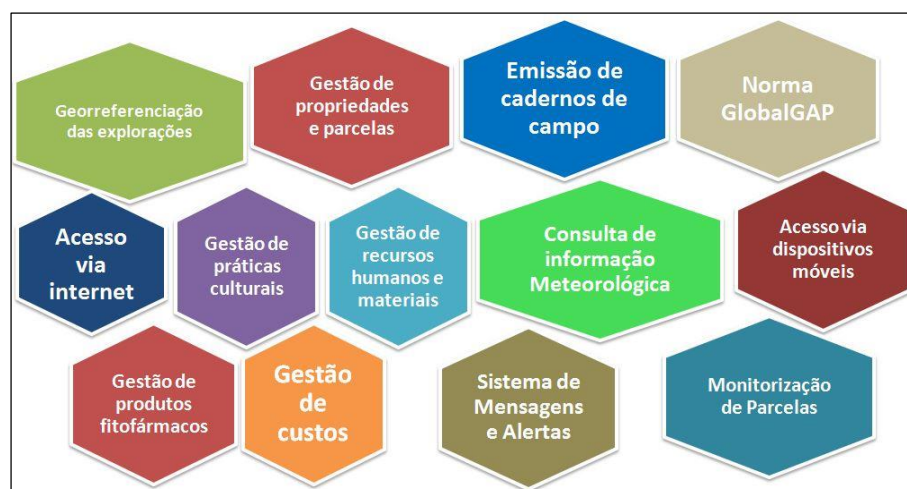 Georreferenciação
das explorações
Gestão de
propriedades
e parcelas
Emissão de
cadernos de
campo
Norma
GlobalGAP
Acesso
via
internet
Gestão de
práticas
culturais
Gestão de
recursos
humanos e
materiais
Consulta de
informação
Meteorológica
Acesso via
dispositivos
móveis
Gestão de
produtos
fitofármacos
Gestão
de
custos
Sistema de
Mensagens
e Alertas
Monitorização
de Parcelas